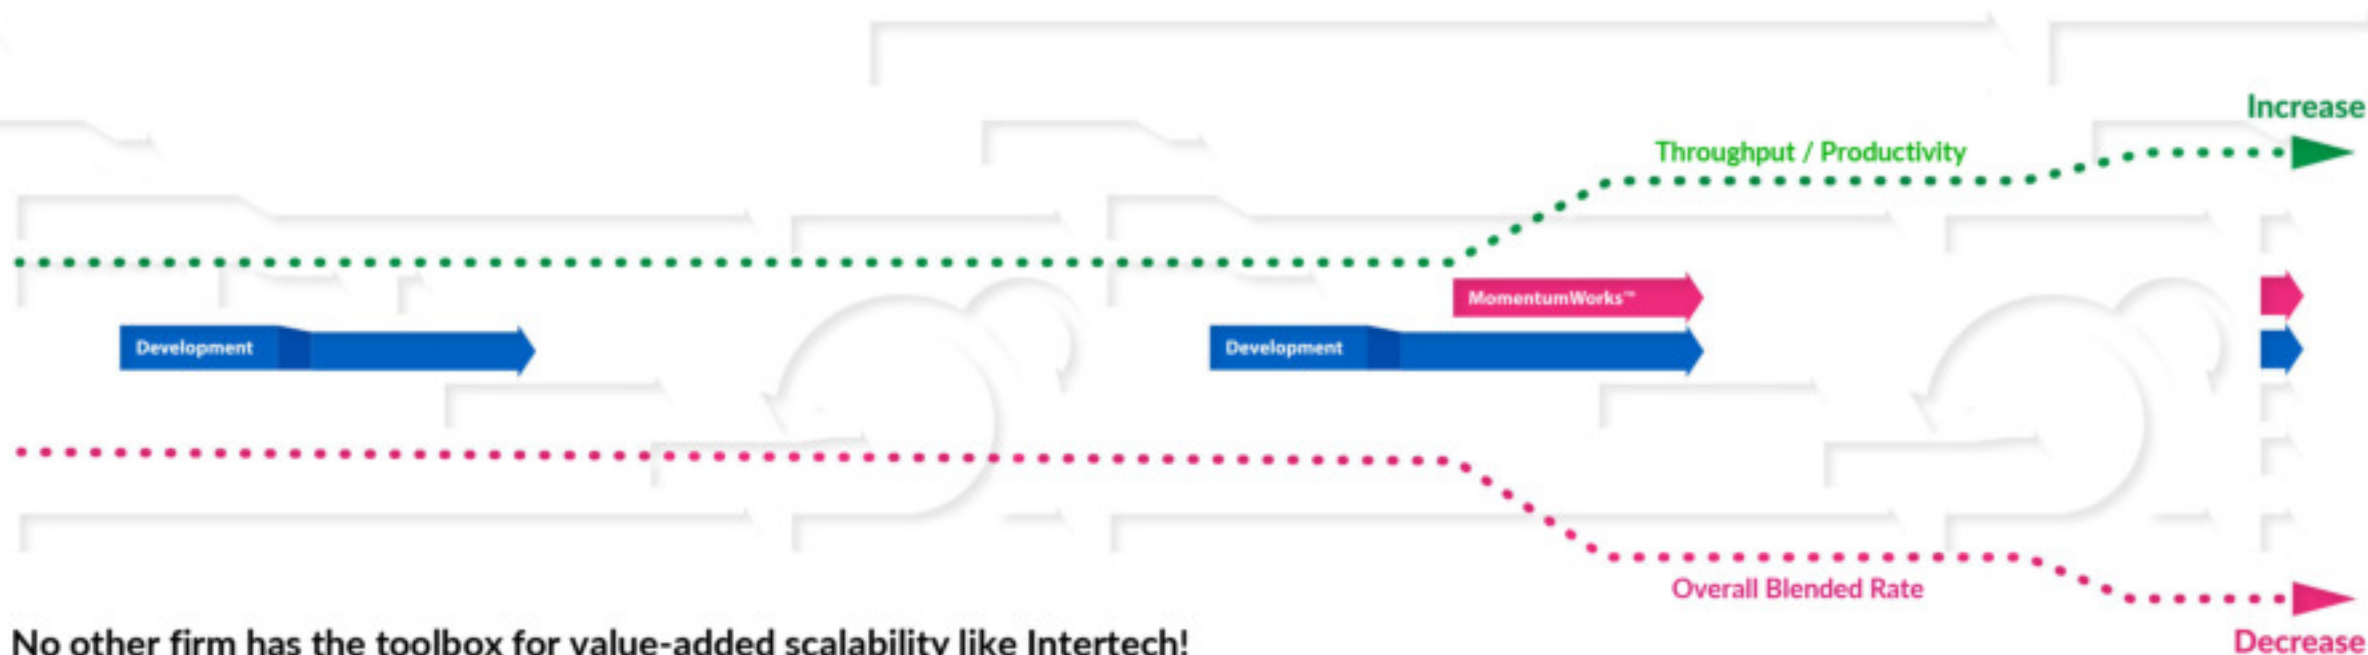 Increase
Throughput / Productivity
MomentumWorks™
Development
Development
Overall Blended Rate
No other firm has the toolbox for value-added scalability like Intertech!
Decrease